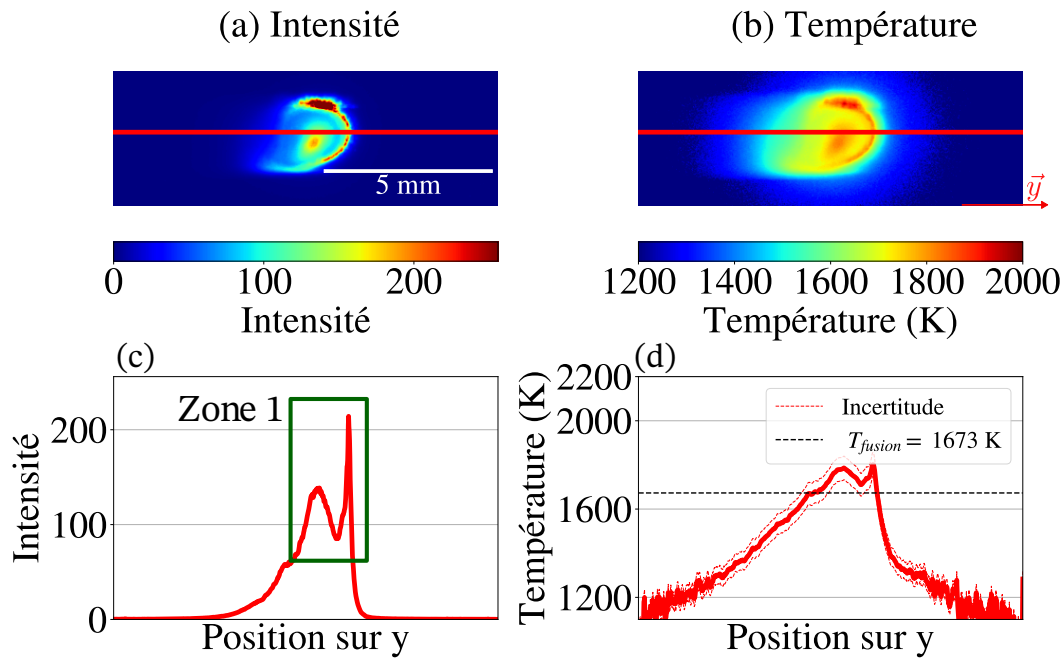 (a) Intensité
(b) Température
5 mm
y⃗
0 100 200
Intensité
1200 1400 1600 1800 2000
Température (K)
(c)
Zone 1
200
100
0
Intensité
Position sur y
(d)
2200
2000
1600
1200
Température (K)
Incertitude
T_fusion = 1673 K
Position sur y